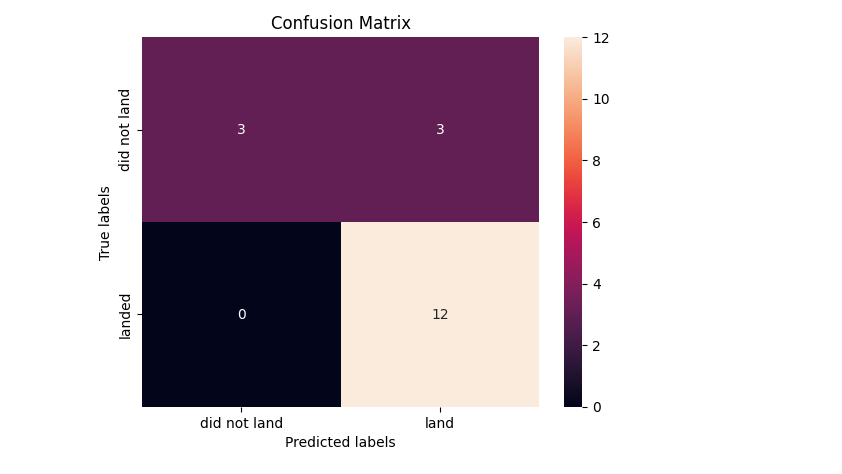 Confusion Matrix
did not land
landed
True labels
3
3
0
12
did not land
land
Predicted labels
12
10
8
6
4
2
0